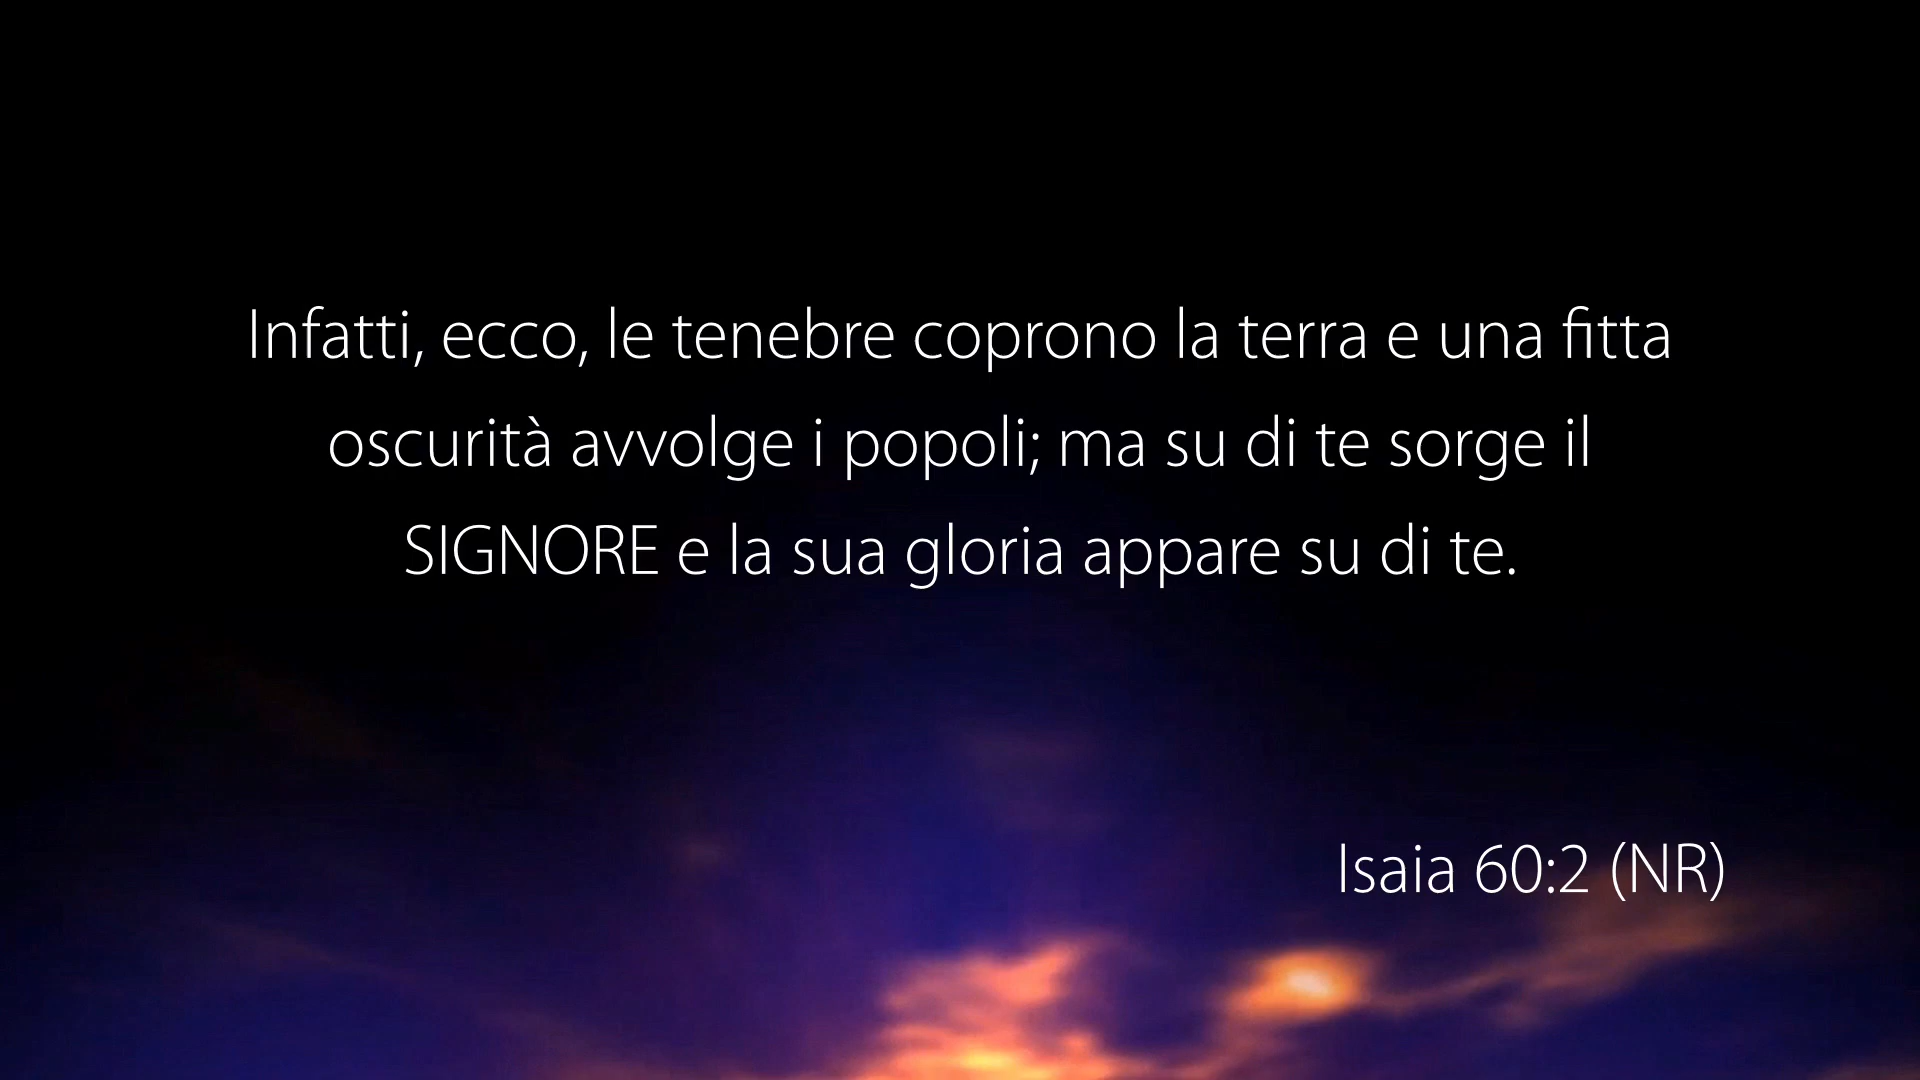 Infatti, ecco, le tenebre coprono la terra e una fitta
oscurità avvolge i popoli; ma su di te sorge il
SIGNORE e la sua gloria appare su di te.
Isaia 60:2 (NR)